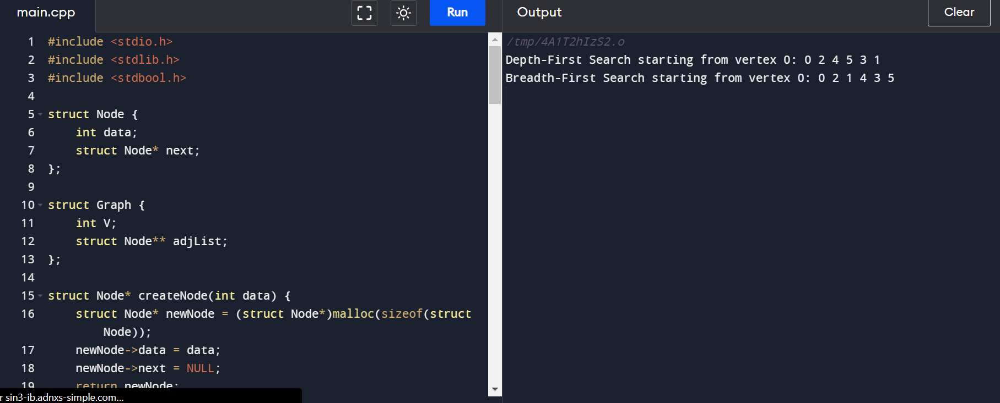 main.cpp
Run
Output
Clear
1 #include <stdio.h>
2 #include <stdlib.h>
3 #include <stdbool.h>
4
5 struct Node {
6 int data;
7 struct Node* next;
8 };
9
10 struct Graph {
11 int V;
12 struct Node** adjList;
13 };
14
15 struct Node* createNode(int data) {
16 struct Node* newNode = (struct Node*)malloc(sizeof(struct
Node));
17 newNode->data = data;
18 newNode->next = NULL;
19 return newNode;
r sin3-ib.adnxs-simple.com...
/tmp/4A1T2hIzS2.o
Depth-First Search starting from vertex 0: 0 2 4 5 3 1
Breadth-First Search starting from vertex 0: 0 2 1 4 3 5